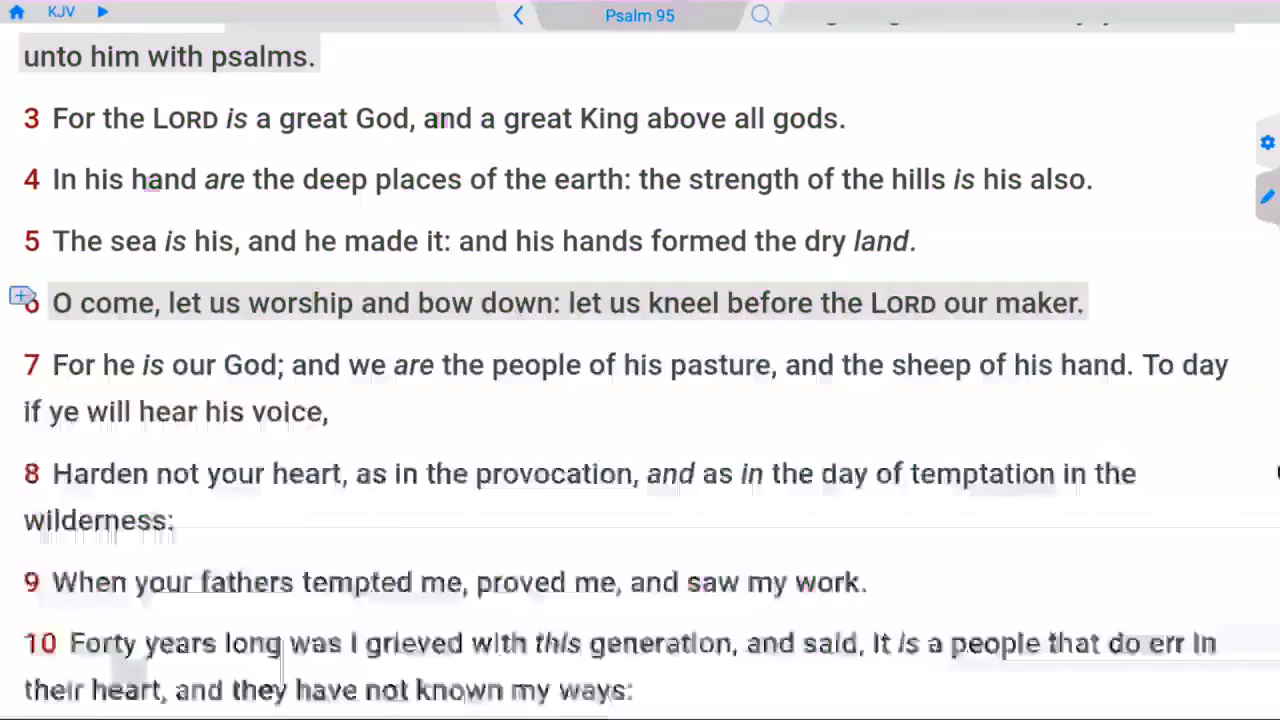 KJV
Psalm 95
unto him with psalms.
3 For the LORD is a great God, and a great King above all gods.
4 In his hand are the deep places of the earth: the strength of the hills is his also.
5 The sea is his, and he made it: and his hands formed the dry land.
6 O come, let us worship and bow down: let us kneel before the LORD our maker.
7 For he is our God; and we are the people of his pasture, and the sheep of his hand. To day
if ye will hear his voice,
8 Harden not your heart, as in the provocation, and as in the day of temptation in the
wilderness:
9 When your fathers tempted me, proved me, and saw my work.
10 Forty years long was I grieved with this generation, and said, It is a people that do err in
their heart, and they have not known my ways: